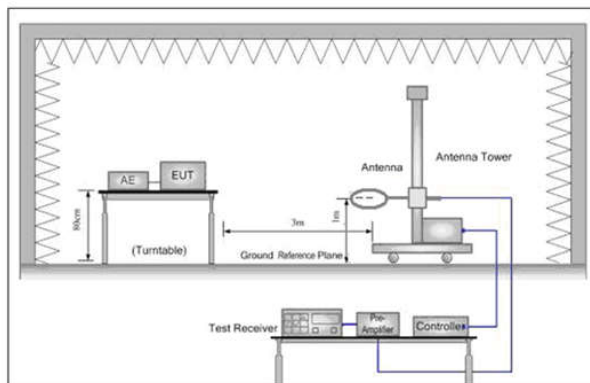 Antenna
Antenna Tower
AE
EUT
80cm
(Turntable)
3m
1m
Ground Reference Plane
Test Receiver
Pre-
Amplifier
Controller